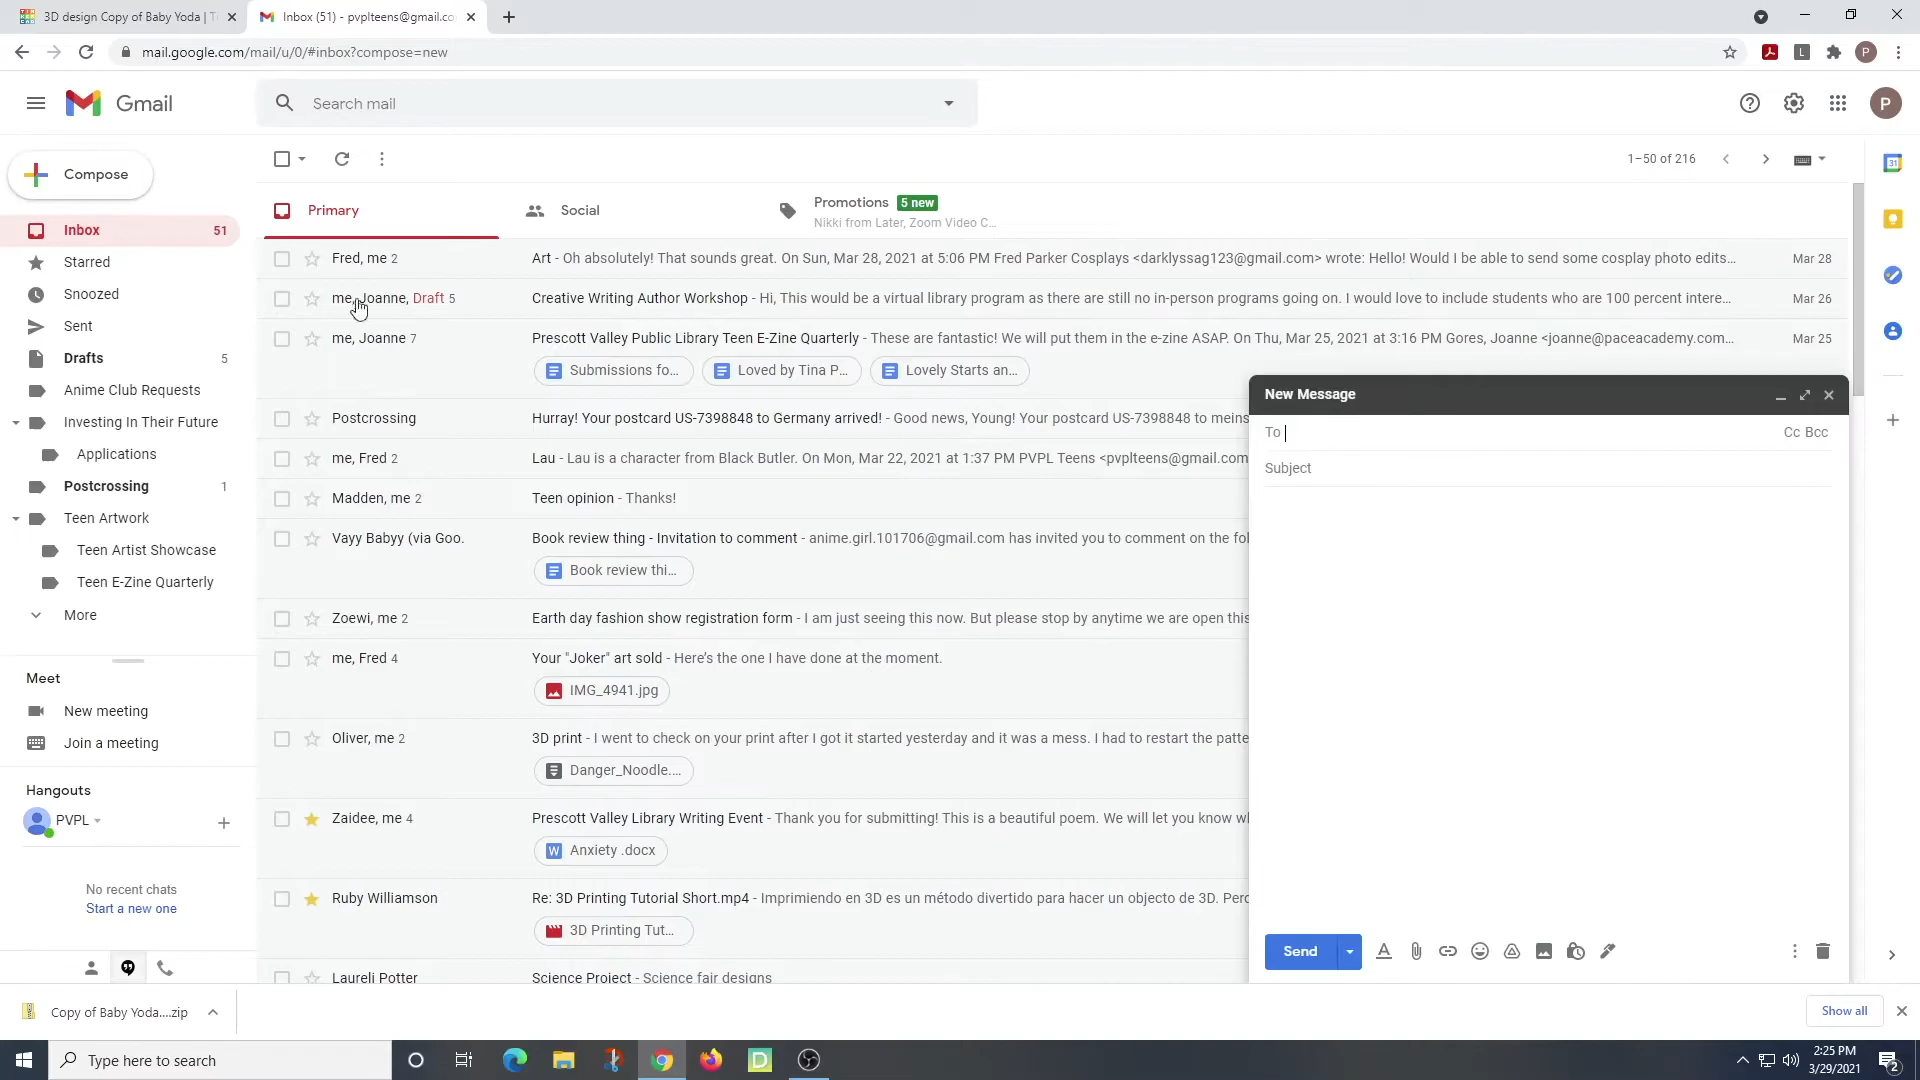 3D design Copy of Baby Yoda | T
Inbox (51) - pvplteens@gmail.co
mail.google.com/mail/u/0/#inbox?compose=new
P
Gmail
Search mail
P
Compose
1–50 of 216
31
Primary
Social
Promotions 5 new
Nikki from Later, Zoom Video C...
Inbox 51
Starred
Snoozed
Sent
Drafts 5
Anime Club Requests
Investing In Their Future
Applications
Postcrossing 1
Teen Artwork
Teen Artist Showcase
Teen E-Zine Quarterly
More
Meet
New meeting
Join a meeting
Hangouts
PVPL
No recent chats
Start a new one
Fred, me 2 Art - Oh absolutely! That sounds great. On Sun, Mar 28, 2021 at 5:06 PM Fred Parker Cosplays <darklyssag123@gmail.com> wrote: Hello! Would I be able to send some cosplay photo edits... Mar 28
me, Joanne, Draft 5 Creative Writing Author Workshop - Hi, This would be a virtual library program as there are still no in-person programs going on. I would love to include students who are 100 percent intere... Mar 26
me, Joanne 7 Prescott Valley Public Library Teen E-Zine Quarterly - These are fantastic! We will put them in the e-zine ASAP. On Thu, Mar 25, 2021 at 3:16 PM Gores, Joanne <joanne@paceacademy.com... Mar 25
Submissions fo... Loved by Tina P... Lovely Starts an...
Postcrossing Hurray! Your postcard US-7398848 to Germany arrived! - Good news, Young! Your postcard US-7398848 to meins
me, Fred 2 Lau - Lau is a character from Black Butler. On Mon, Mar 22, 2021 at 1:37 PM PVPL Teens <pvplteens@gmail.com
Madden, me 2 Teen opinion - Thanks!
Vayy Babyy (via Goo. Book review thing - Invitation to comment - anime.girl.101706@gmail.com has invited you to comment on the fol
Book review thi...
Zoewi, me 2 Earth day fashion show registration form - I am just seeing this now. But please stop by anytime we are open this
me, Fred 4 Your "Joker" art sold - Here's the one I have done at the moment.
IMG_4941.jpg
Oliver, me 2 3D print - I went to check on your print after I got it started yesterday and it was a mess. I had to restart the patte
Danger_Noodle....
Zaidee, me 4 Prescott Valley Library Writing Event - Thank you for submitting! This is a beautiful poem. We will let you know w
Anxiety .docx
Ruby Williamson Re: 3D Printing Tutorial Short.mp4 - Imprimiendo en 3D es un método divertido para hacer un objecto de 3D. Perc
3D Printing Tut...
Laureli Potter Science Project - Science fair designs
New Message
To Cc Bcc
Subject
Send
Copy of Baby Yoda....zip
Show all
Type here to search
2:25 PM
3/29/2021
2